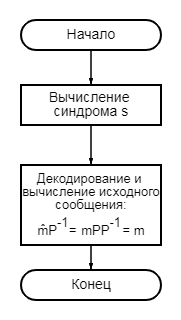 Начало
Вычисление
синдрома s
Декодирование и
вычисление исходного
сообщения:
m̂P⁻¹ = mPP⁻¹ = m
Конец